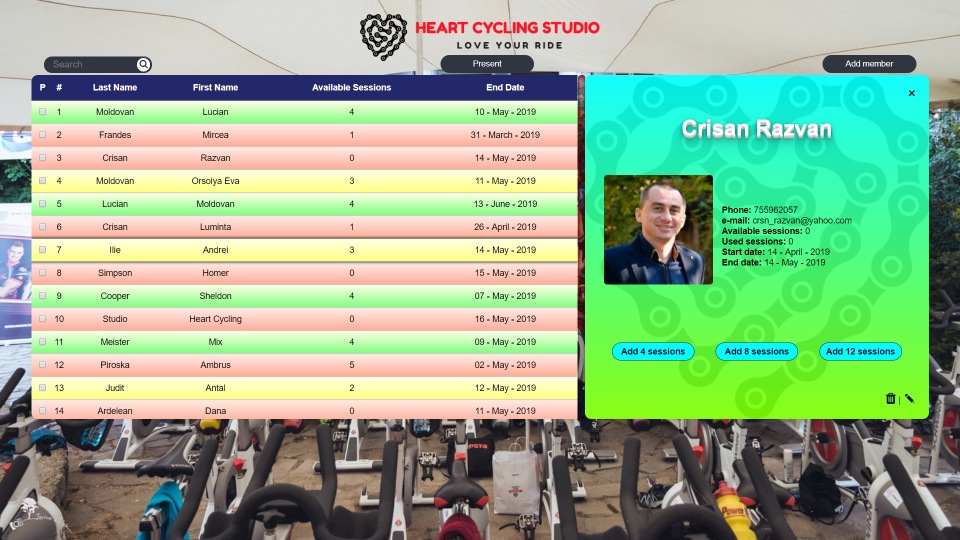 HEART CYCLING STUDIO
LOVE YOUR RIDE
Search
Present
Add member
P # Last Name First Name Available Sessions End Date
1 Moldovan Lucian 4 10 - May - 2019
2 Frandes Mircea 1 31 - March - 2019
3 Crisan Razvan 0 14 - May - 2019
4 Moldovan Orsolya Eva 3 11 - May - 2019
5 Lucian Moldovan 4 13 - June - 2019
6 Crisan Luminta 1 26 - April - 2019
7 Ilie Andrei 3 14 - May - 2019
8 Simpson Homer 0 15 - May - 2019
9 Cooper Sheldon 4 07 - May - 2019
10 Studio Heart Cycling 0 16 - May - 2019
11 Meister Mix 4 09 - May - 2019
12 Piroska Ambrus 5 02 - May - 2019
13 Judit Antal 2 12 - May - 2019
14 Ardelean Dana 0 11 - May - 2019
×
Crisan Razvan
Phone: 755962057
e-mail: crsn_razvan@yahoo.com
Available sessions: 0
Used sessions: 0
Start date: 14 - April - 2019
End date: 14 - May - 2019
Add 4 sessions
Add 8 sessions
Add 12 sessions
|